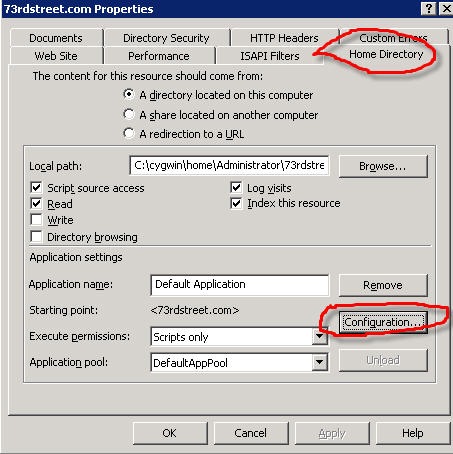 73rdstreet.com Properties
Documents Directory Security HTTP Headers Custom Errors
Web Site Performance ISAPI Filters Home Directory
The content for this resource should come from:
A directory located on this computer
A share located on another computer
A redirection to a URL
Local path: C:\cygwin\home\Administrator\73rdstre Browse...
Script source access Log visits
Read Index this resource
Write
Directory browsing
Application settings
Application name: Default Application Remove
Starting point: <73rdstreet.com> Configuration...
Execute permissions: Scripts only
Application pool: DefaultAppPool Unload
OK Cancel Apply Help